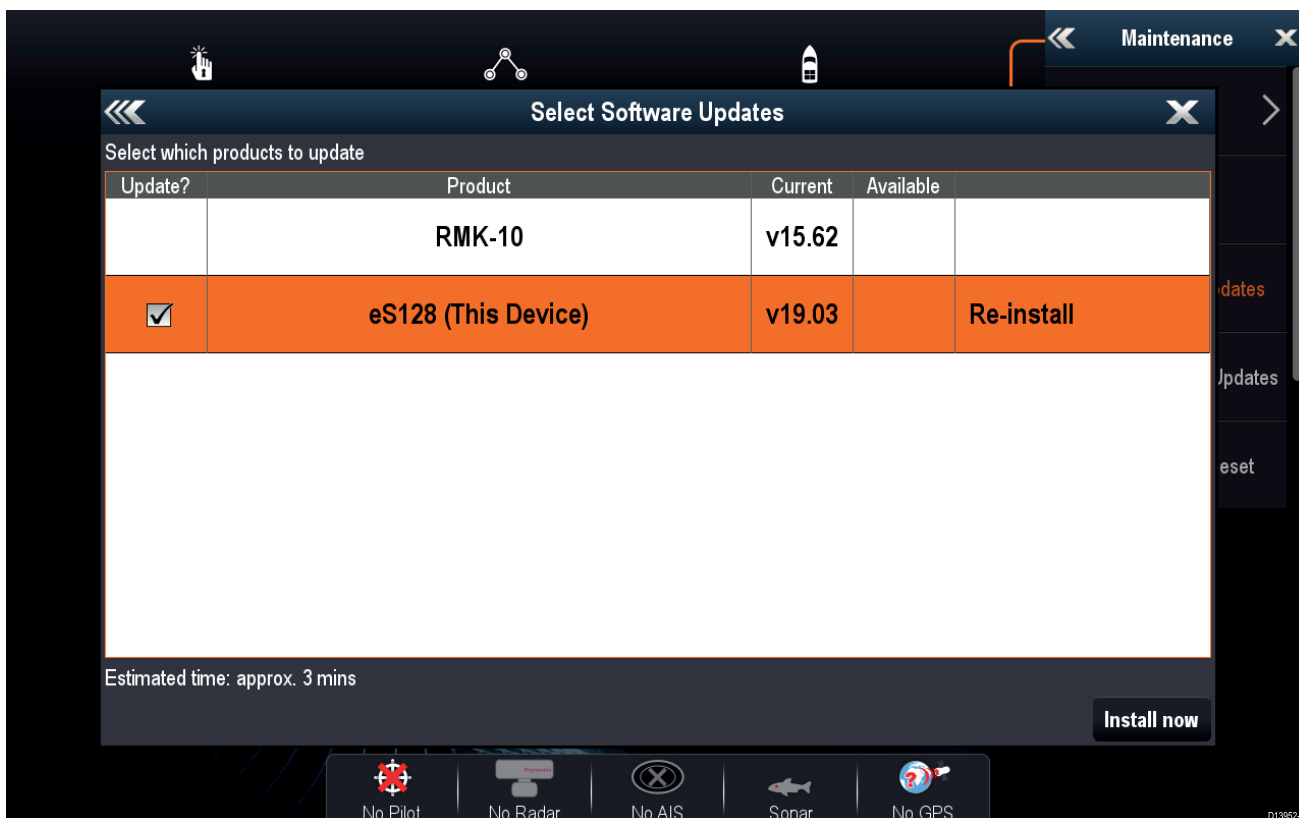 Maintenance
Select Software Updates
Select which products to update
Update? Product Current Available
RMK-10 v15.62
eS128 (This Device) v19.03 Re-install
dates
Updates
eset
Estimated time: approx. 3 mins
Install now
Raymarine
No Pilot No Radar No AIS Sonar No GPS